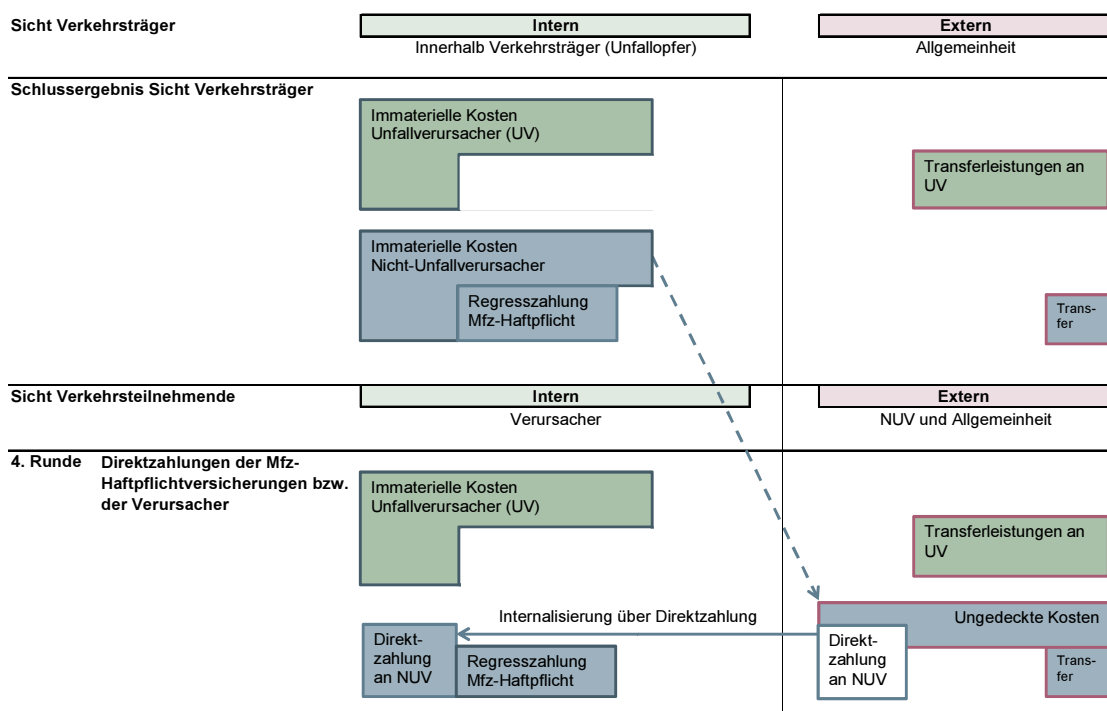 Sicht Verkehrsträger
Intern
Extern
Innerhalb Verkehrsträger (Unfallopfer)
Allgemeinheit
Schlussergebnis Sicht Verkehrsträger
Immaterielle Kosten
Unfallverursacher (UV)
Transferleistungen an
UV
Immaterielle Kosten
Nicht-Unfallverursacher
Regresszahlung
Mfz-Haftpflicht
Trans-
fer
Sicht Verkehrsteilnehmende
Intern
Extern
Verursacher
NUV und Allgemeinheit
4. Runde Direktzahlungen der Mfz-
Haftpflichtversicherungen bzw.
der Verursacher
Immaterielle Kosten
Unfallverursacher (UV)
Transferleistungen an
UV
Internalisierung über Direktzahlung
Ungedeckte Kosten
Direkt-
zahlung
an NUV
Regresszahlung
Mfz-Haftpflicht
Direkt-
zahlung
an NUV
Trans-
fer